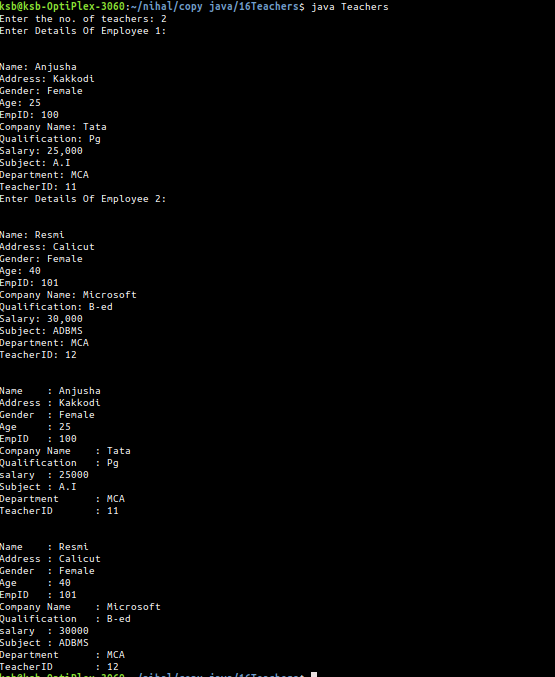 ksb@ksb-OptiPlex-3060:~/nihal/copy java/16Teachers$ java Teachers
Enter the no. of teachers: 2
Enter Details Of Employee 1:
Name: Anjusha
Address: Kakkodi
Gender: Female
Age: 25
EmpID: 100
Company Name: Tata
Qualification: Pg
Salary: 25,000
Subject: A.I
Department: MCA
TeacherID: 11
Enter Details Of Employee 2:
Name: Resmi
Address: Calicut
Gender: Female
Age: 40
EmpID: 101
Company Name: Microsoft
Qualification: B-ed
Salary: 30,000
Subject: ADBMS
Department: MCA
TeacherID: 12
Name    : Anjusha
Address : Kakkodi
Gender  : Female
Age     : 25
EmpID   : 100
Company Name    : Tata
Qualification   : Pg
salary  : 25000
Subject : A.I
Department      : MCA
TeacherID       : 11
Name    : Resmi
Address : Calicut
Gender  : Female
Age     : 40
EmpID   : 101
Company Name    : Microsoft
Qualification   : B-ed
salary  : 30000
Subject : ADBMS
Department      : MCA
TeacherID       : 12
ksb@ksb-OptiPlex-3060:~/nihal/copy java/16Teachers$